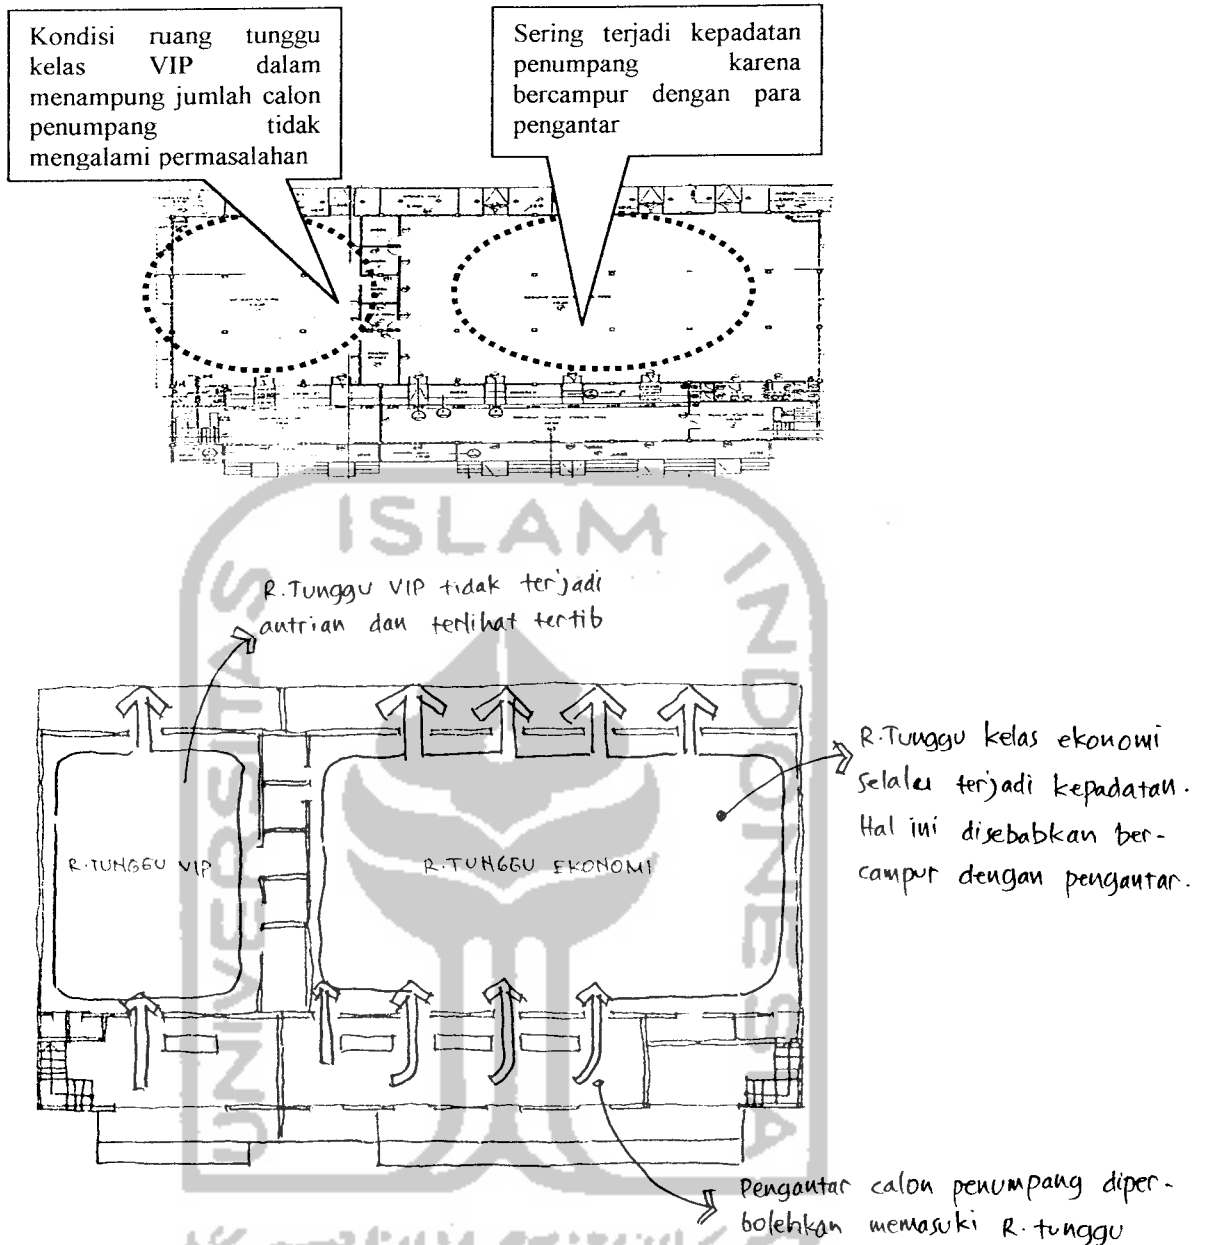 Kondisi ruang tunggu
kelas VIP dalam
menampung jumlah calon
penumpang tidak
mengalami permasalahan
Sering terjadi kepadatan
penumpang karena
bercampur dengan para
pengantar
ISLAM
UNIVERSITAS
INDONESIA
R.Tunggu VIP tidak terjadi
antrian dan terlihat tertib
R.Tunggu kelas ekonomi
selalu terjadi kepadatan.
Hal ini disebabkan ber-
campur dengan pengantar.
R.TUNGGU VIP
R.TUNGGU EKONOMI
Pengantar calon penumpang diper-
bolehkan memasuki R.tunggu